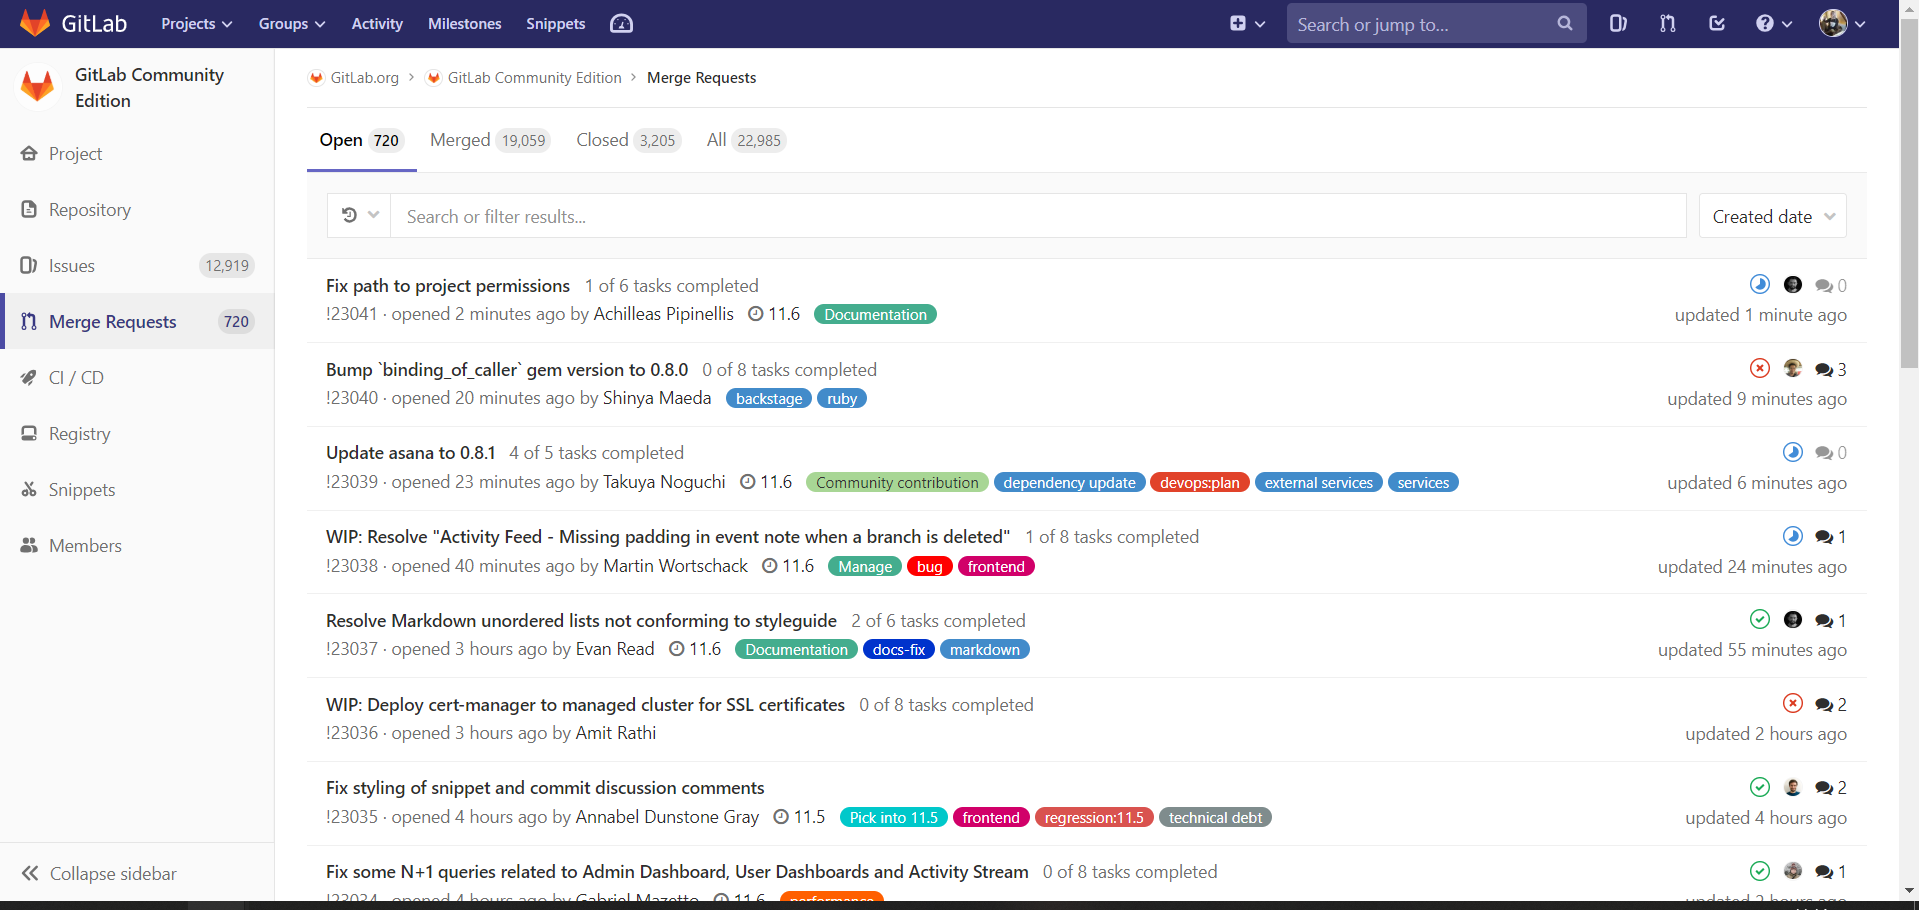 GitLab Projects Groups Activity Milestones Snippets Search or jump to...
GitLab Community
Edition
Project
Repository
Issues 12,919
Merge Requests 720
CI / CD
Registry
Snippets
Members
Collapse sidebar
GitLab.org > GitLab Community Edition > Merge Requests
Open 720 Merged 19,059 Closed 3,205 All 22,985
Search or filter results... Created date
Fix path to project permissions 1 of 6 tasks completed 0
!23041 · opened 2 minutes ago by Achilleas Pipinellis 11.6 Documentation updated 1 minute ago
Bump `binding_of_caller` gem version to 0.8.0 0 of 8 tasks completed 3
!23040 · opened 20 minutes ago by Shinya Maeda backstage ruby updated 9 minutes ago
Update asana to 0.8.1 4 of 5 tasks completed 0
!23039 · opened 23 minutes ago by Takuya Noguchi 11.6 Community contribution dependency update devops:plan external services services updated 6 minutes ago
WIP: Resolve "Activity Feed - Missing padding in event note when a branch is deleted" 1 of 8 tasks completed 1
!23038 · opened 40 minutes ago by Martin Wortschack 11.6 Manage bug frontend updated 24 minutes ago
Resolve Markdown unordered lists not conforming to styleguide 2 of 6 tasks completed 1
!23037 · opened 3 hours ago by Evan Read 11.6 Documentation docs-fix markdown updated 55 minutes ago
WIP: Deploy cert-manager to managed cluster for SSL certificates 0 of 8 tasks completed 2
!23036 · opened 3 hours ago by Amit Rathi updated 2 hours ago
Fix styling of snippet and commit discussion comments 2
!23035 · opened 4 hours ago by Annabel Dunstone Gray 11.5 Pick into 11.5 frontend regression:11.5 technical debt updated 4 hours ago
Fix some N+1 queries related to Admin Dashboard, User Dashboards and Activity Stream 0 of 8 tasks completed 1
!23034 · opened 4 hours ago by Gabriel Mazetto 11.6 performance updated 2 hours ago